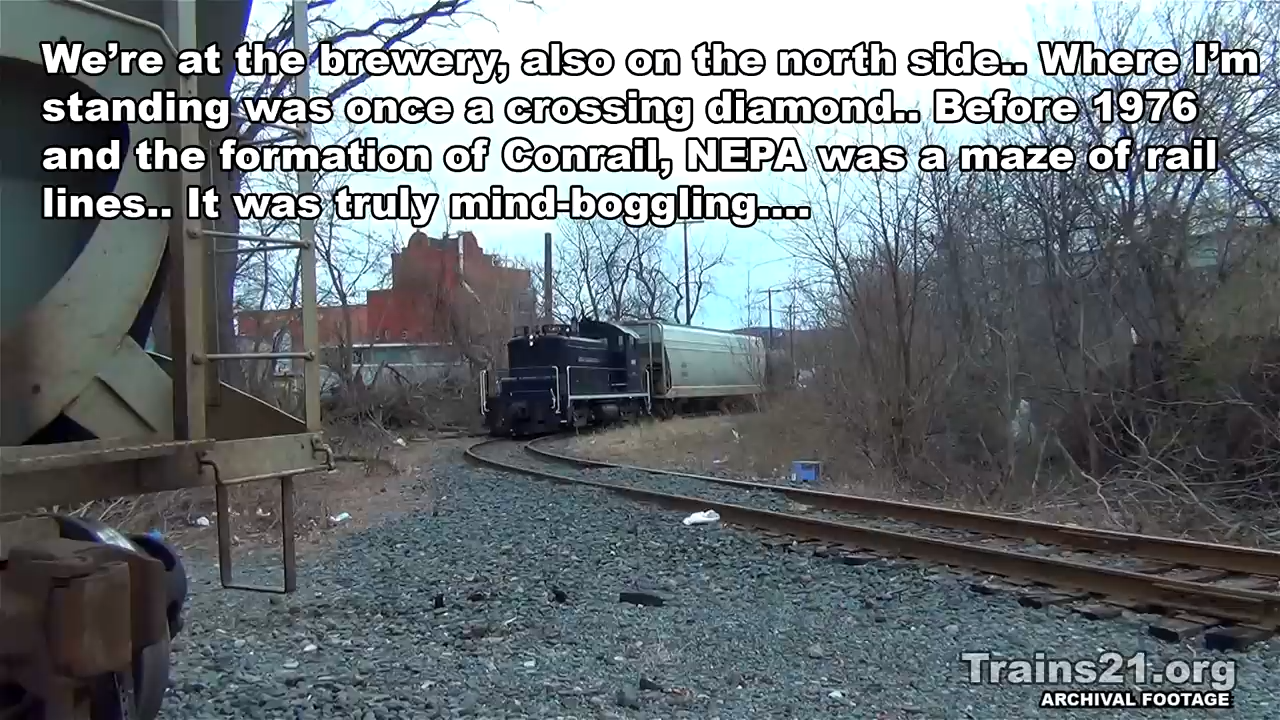 We're at the brewery, also on the north side.. Where I'm
standing was once a crossing diamond.. Before 1976
and the formation of Conrail, NEPA was a maze of rail
lines.. It was truly mind-boggling....
Trains21.org
ARCHIVAL FOOTAGE